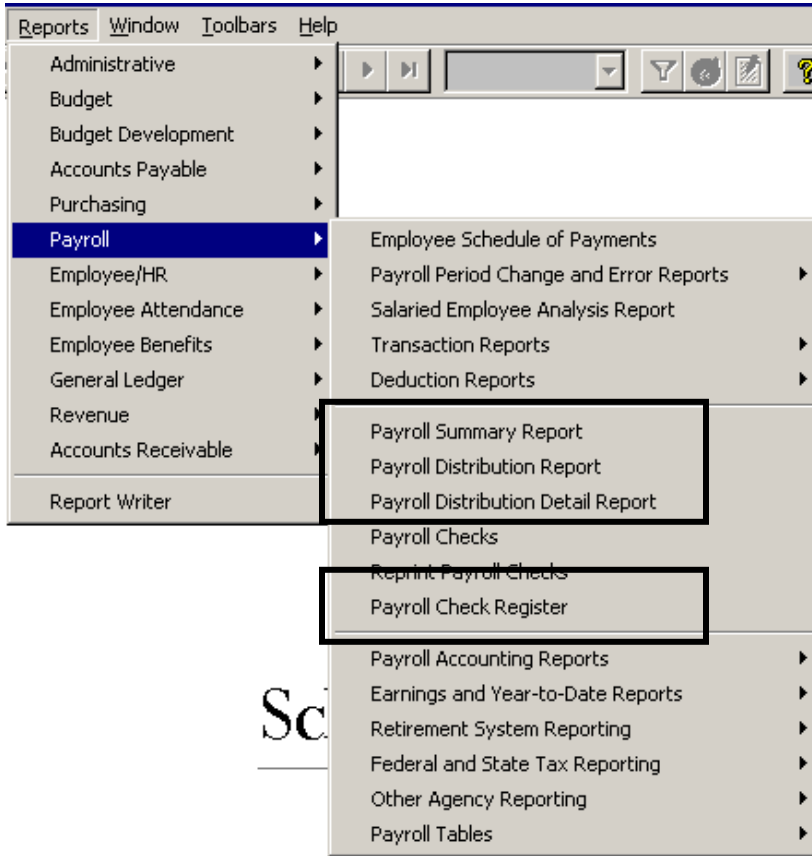 Reports Window Toolbars Help
Administrative
Budget
Budget Development
Accounts Payable
Purchasing
Payroll
Employee/HR
Employee Attendance
Employee Benefits
General Ledger
Revenue
Accounts Receivable
Report Writer
Employee Schedule of Payments
Payroll Period Change and Error Reports
Salaried Employee Analysis Report
Transaction Reports
Deduction Reports
Payroll Summary Report
Payroll Distribution Report
Payroll Distribution Detail Report
Payroll Checks
Reprint Payroll Checks
Payroll Check Register
Payroll Accounting Reports
Earnings and Year-to-Date Reports
Retirement System Reporting
Federal and State Tax Reporting
Other Agency Reporting
Payroll Tables